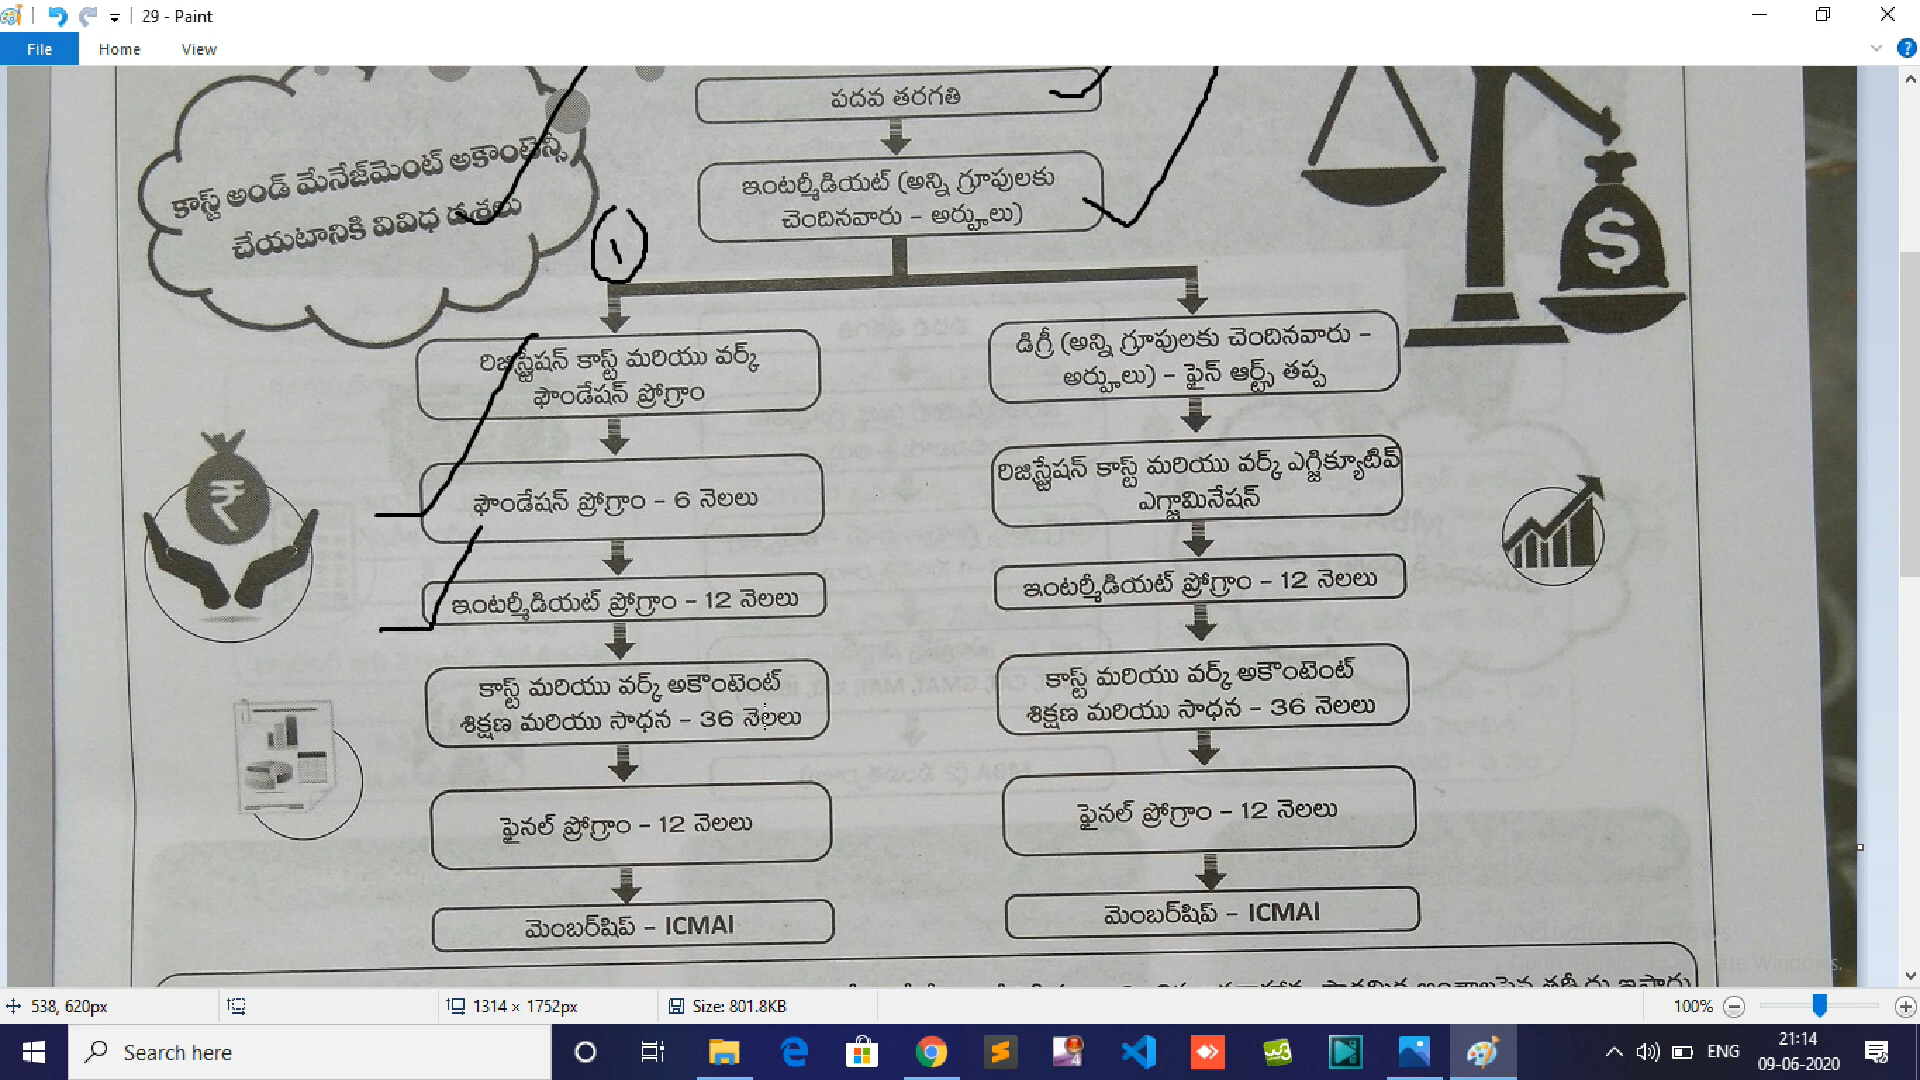 29 - Paint
File
Home
View
పదవ తరగతి
కాస్ట్ అండ్ మేనేజ్‌మెంట్ అకౌంటెన్సీ
చేయటానికి వివిధ దశలు
ఇంటర్మీడియట్ (అన్ని గ్రూపులకు
చెందినవారు - అర్హులు)
1
$
రిజిస్ట్రేషన్ కాస్ట్ మరియు వర్క్
ఫౌండేషన్ ప్రోగ్రాం
ఫౌండేషన్ ప్రోగ్రాం - 6 నెలలు
ఇంటర్మీడియట్ ప్రోగ్రాం - 12 నెలలు
కాస్ట్ మరియు వర్క్ అకౌంటెంట్
శిక్షణ మరియు సాధన - 36 నెలలు
ఫైనల్ ప్రోగ్రాం - 12 నెలలు
మెంబర్‌షిప్ - ICMAI
డిగ్రీ (అన్ని గ్రూపులకు చెందినవారు -
అర్హులు) - ఫైన్ ఆర్ట్స్ తప్ప
రిజిస్ట్రేషన్ కాస్ట్ మరియు వర్క్ ఎగ్జిక్యూటివ్
ఎగ్జామినేషన్
ఇంటర్మీడియట్ ప్రోగ్రాం - 12 నెలలు
కాస్ట్ మరియు వర్క్ అకౌంటెంట్
శిక్షణ మరియు సాధన - 36 నెలలు
ఫైనల్ ప్రోగ్రాం - 12 నెలలు
మెంబర్‌షిప్ - ICMAI
₹
538, 620px
1314 × 1752px
Size: 801.8KB
100%
Search here
ENG
21:14
09-06-2020